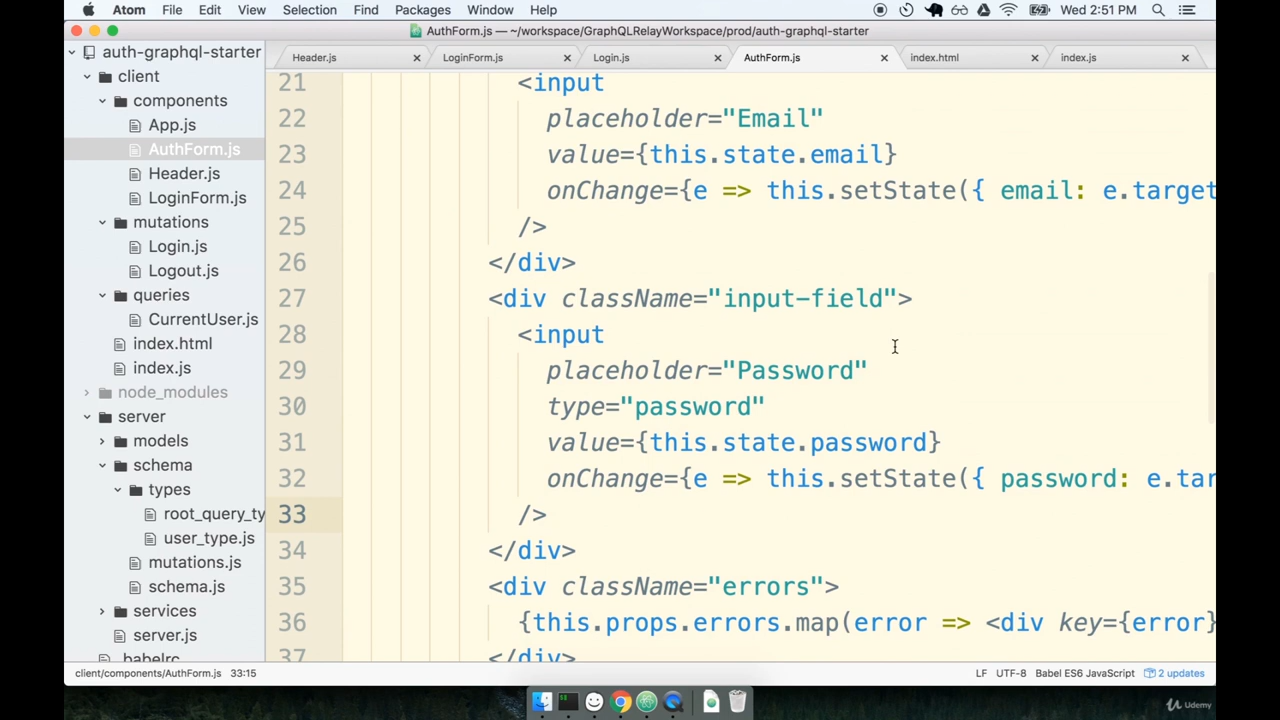 Atom File Edit View Selection Find Packages Window Help Wed 2:51 PM
AuthForm.js — ~/workspace/GraphQLRelayWorkspace/prod/auth-graphql-starter
auth-graphql-starter
client
components
App.js
AuthForm.js
Header.js
LoginForm.js
mutations
Login.js
Logout.js
queries
CurrentUser.js
index.html
index.js
node_modules
server
models
schema
types
root_query_ty
user_type.js
mutations.js
schema.js
services
server.js
.babelrc
Header.js LoginForm.js Login.js AuthForm.js index.html index.js
21 <input
22 placeholder="Email"
23 value={this.state.email}
24 onChange={e => this.setState({ email: e.target
25 />
26 </div>
27 <div className="input-field">
28 <input
29 placeholder="Password"
30 type="password"
31 value={this.state.password}
32 onChange={e => this.setState({ password: e.tar
33 />
34 </div>
35 <div className="errors">
36 {this.props.errors.map(error => <div key={error}
37 </div>
client/components/AuthForm.js 33:15 LF UTF-8 Babel ES6 JavaScript 2 updates
Udemy